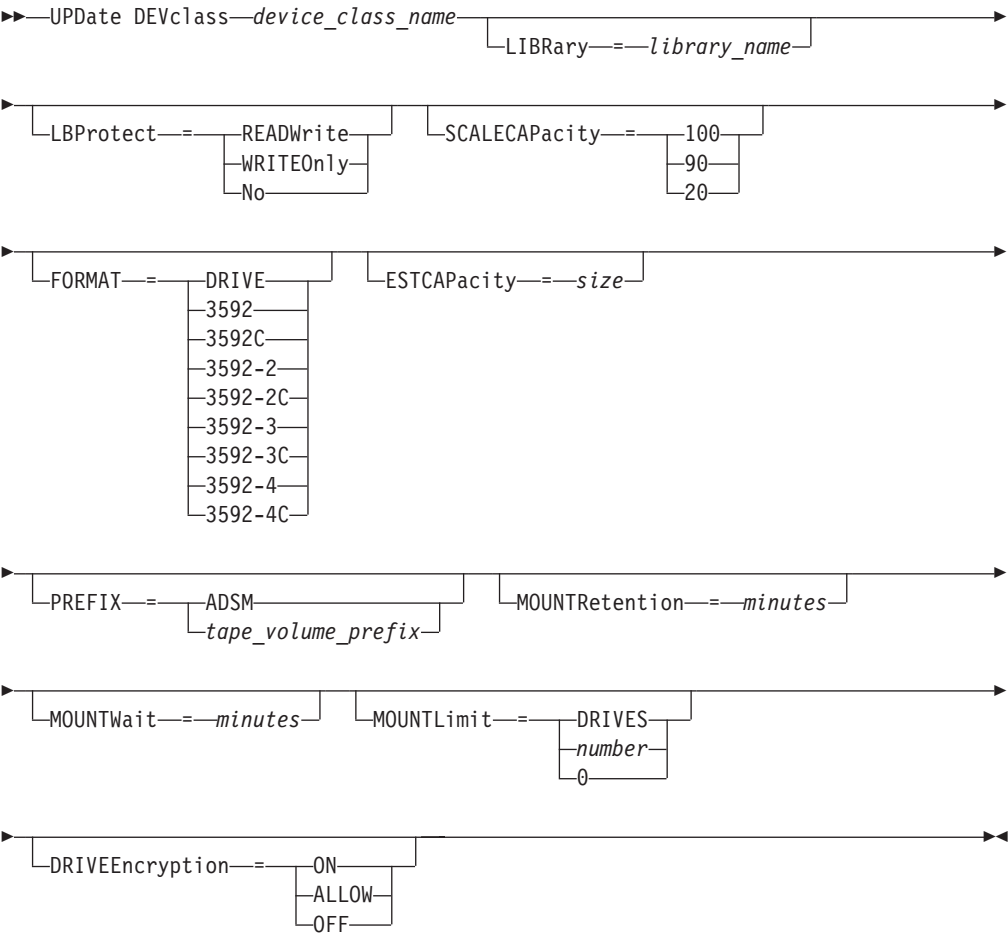 UPDate DEVclass device_class_name
LIBRary = library_name
LBProtect = READWrite
WRITEOnly
No
SCALECAPacity = 100
90
20
FORMAT = DRIVE
3592
3592C
3592-2
3592-2C
3592-3
3592-3C
3592-4
3592-4C
ESTCAPacity = size
PREFIX = ADSM
tape_volume_prefix
MOUNTRetention = minutes
MOUNTWait = minutes
MOUNTLimit = DRIVES
number
0
DRIVEEncryption = ON
ALLOW
OFF